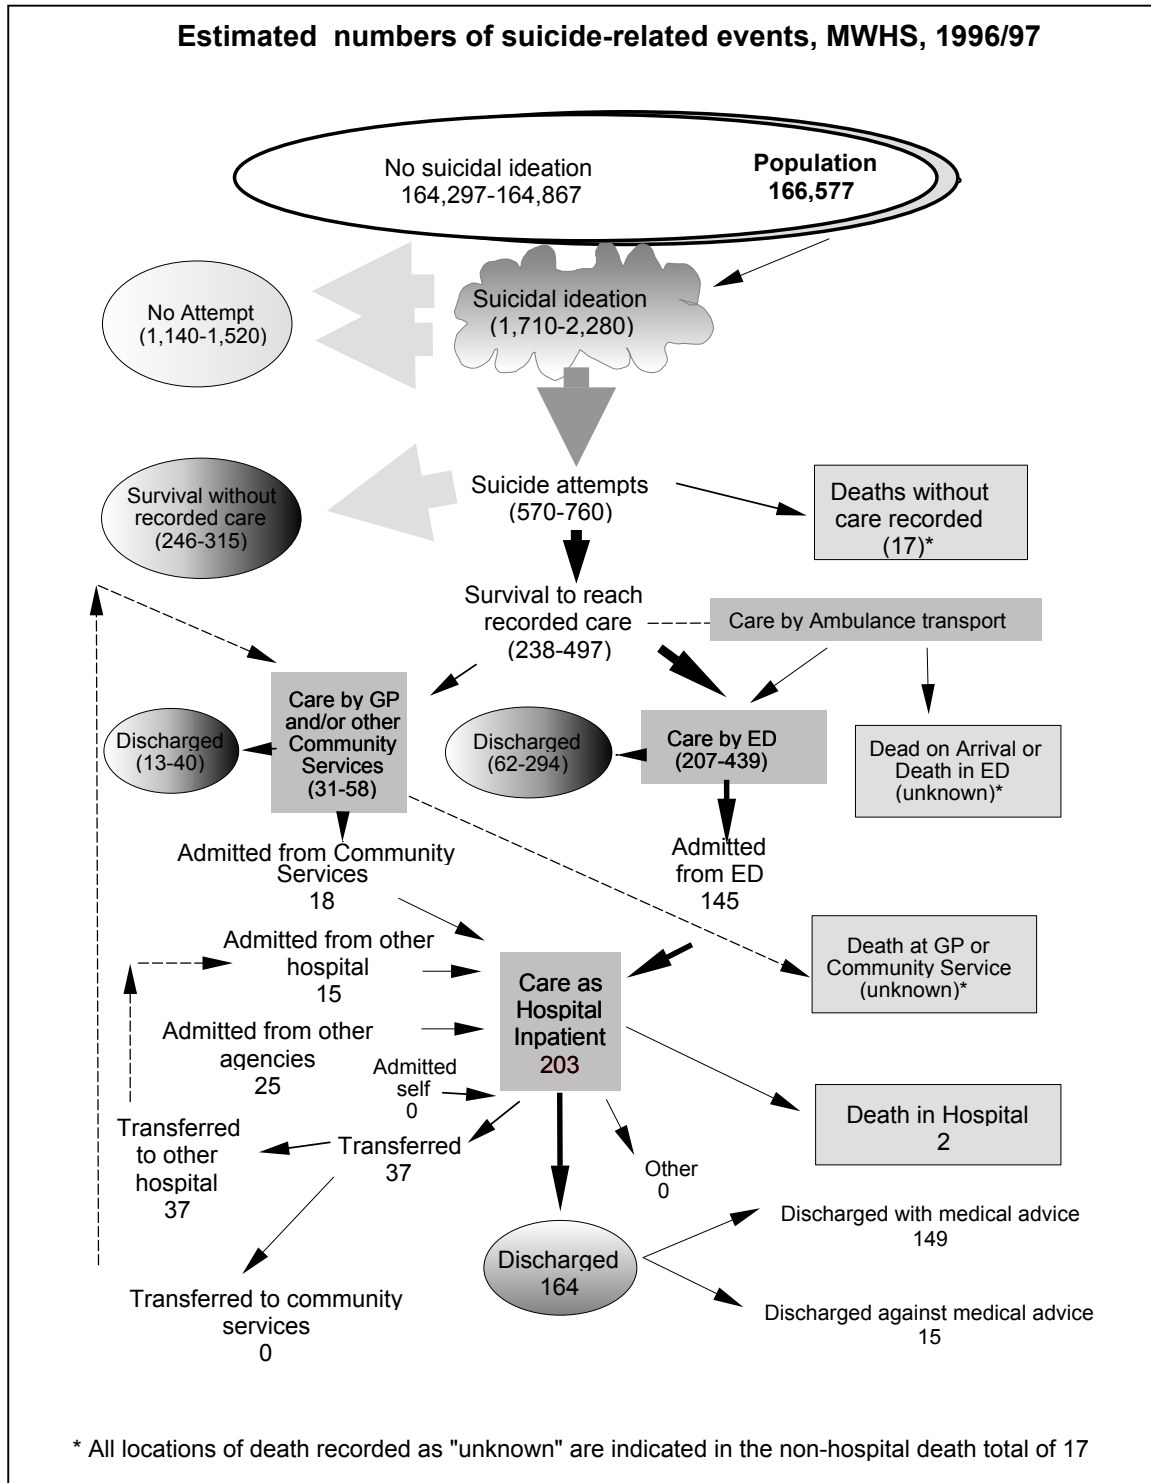 Estimated numbers of suicide-related events, MWHS, 1996/97
No suicidal ideation
164,297-164,867
Population
166,577
Suicidal ideation
(1,710-2,280)
No Attempt
(1,140-1,520)
Suicide attempts
(570-760)
Survival without
recorded care
(246-315)
Deaths without
care recorded
(17)*
Survival to reach
recorded care
(238-497)
Care by Ambulance transport
Care by GP
and/or other
Community
Services
(31-58)
Discharged
(13-40)
Discharged
(62-294)
Care by ED
(207-439)
Dead on Arrival or
Death in ED
(unknown)*
Admitted from Community
Services
18
Admitted
from ED
145
Admitted from other
hospital
15
Care as
Hospital
Inpatient
203
Death at GP or
Community Service
(unknown)*
Admitted from other
agencies
25
Admitted
self
0
Death in Hospital
2
Transferred
to other
hospital
37
Transferred
37
Other
0
Discharged
164
Discharged with medical advice
149
Transferred to community
services
0
Discharged against medical advice
15
* All locations of death recorded as "unknown" are indicated in the non-hospital death total of 17